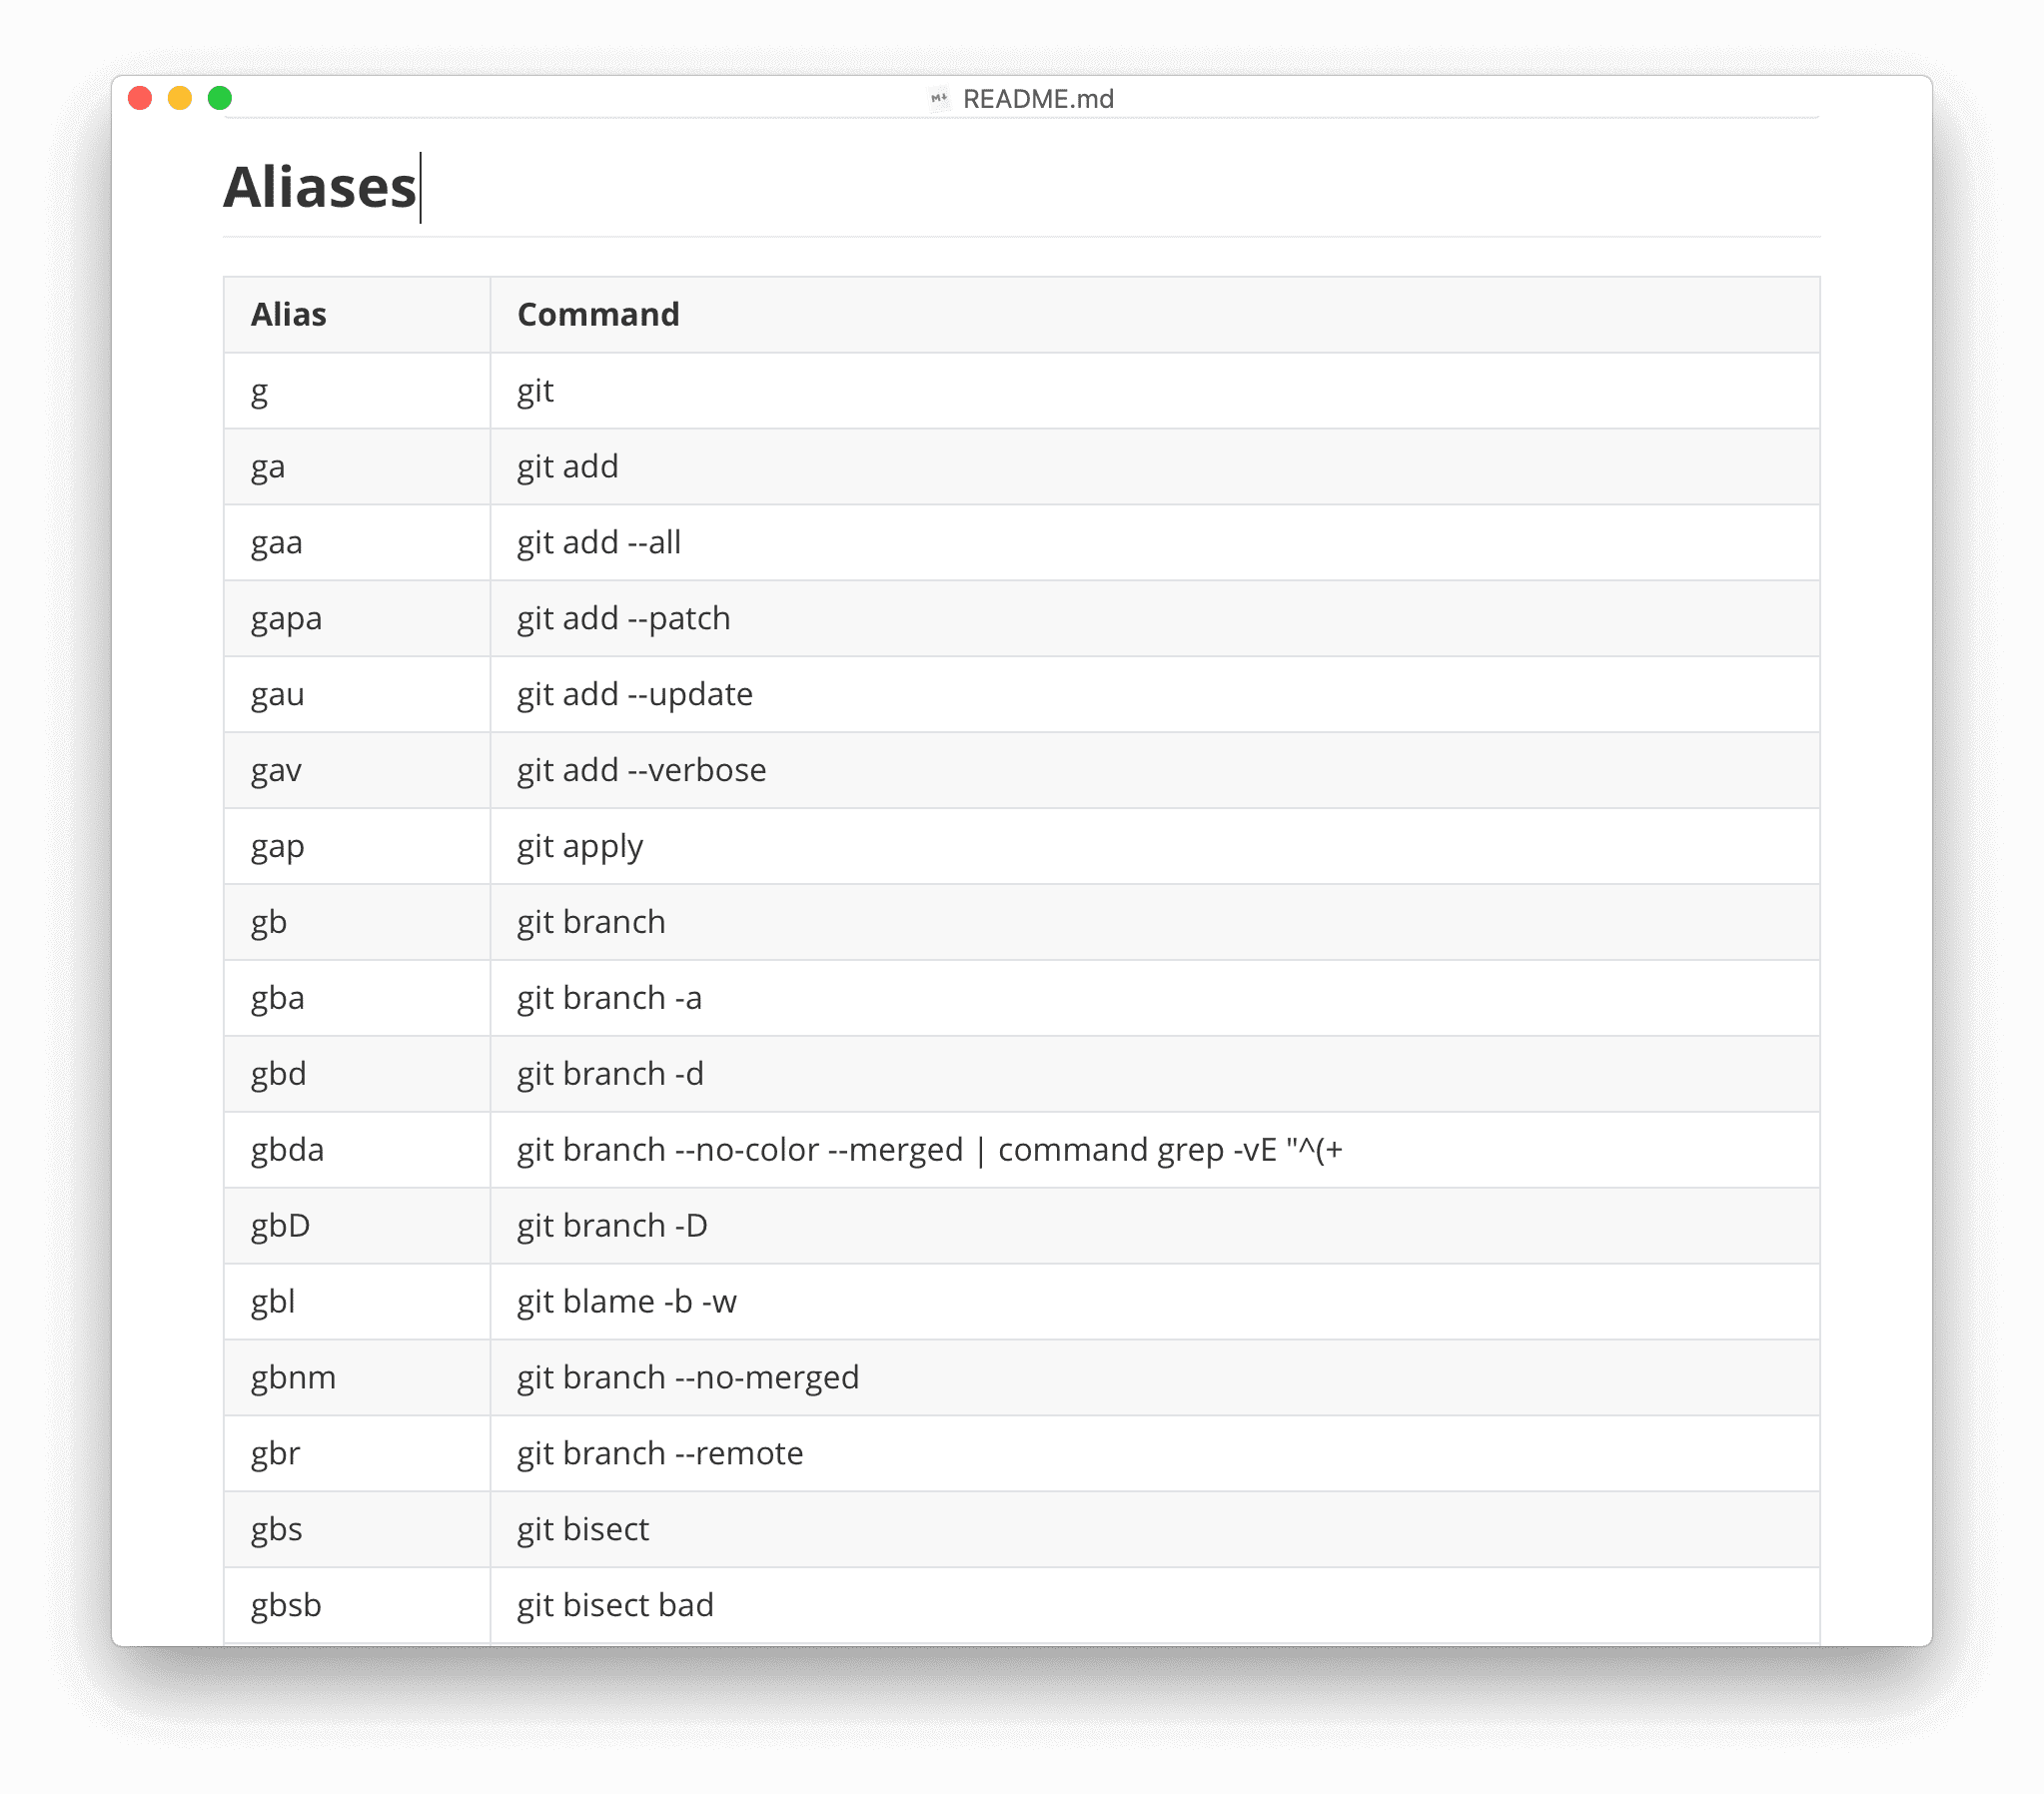 README.md
Aliases
Alias Command
g git
ga git add
gaa git add --all
gapa git add --patch
gau git add --update
gav git add --verbose
gap git apply
gb git branch
gba git branch -a
gbd git branch -d
gbda git branch --no-color --merged | command grep -vE "^(+
gbD git branch -D
gbl git blame -b -w
gbnm git branch --no-merged
gbr git branch --remote
gbs git bisect
gbsb git bisect bad